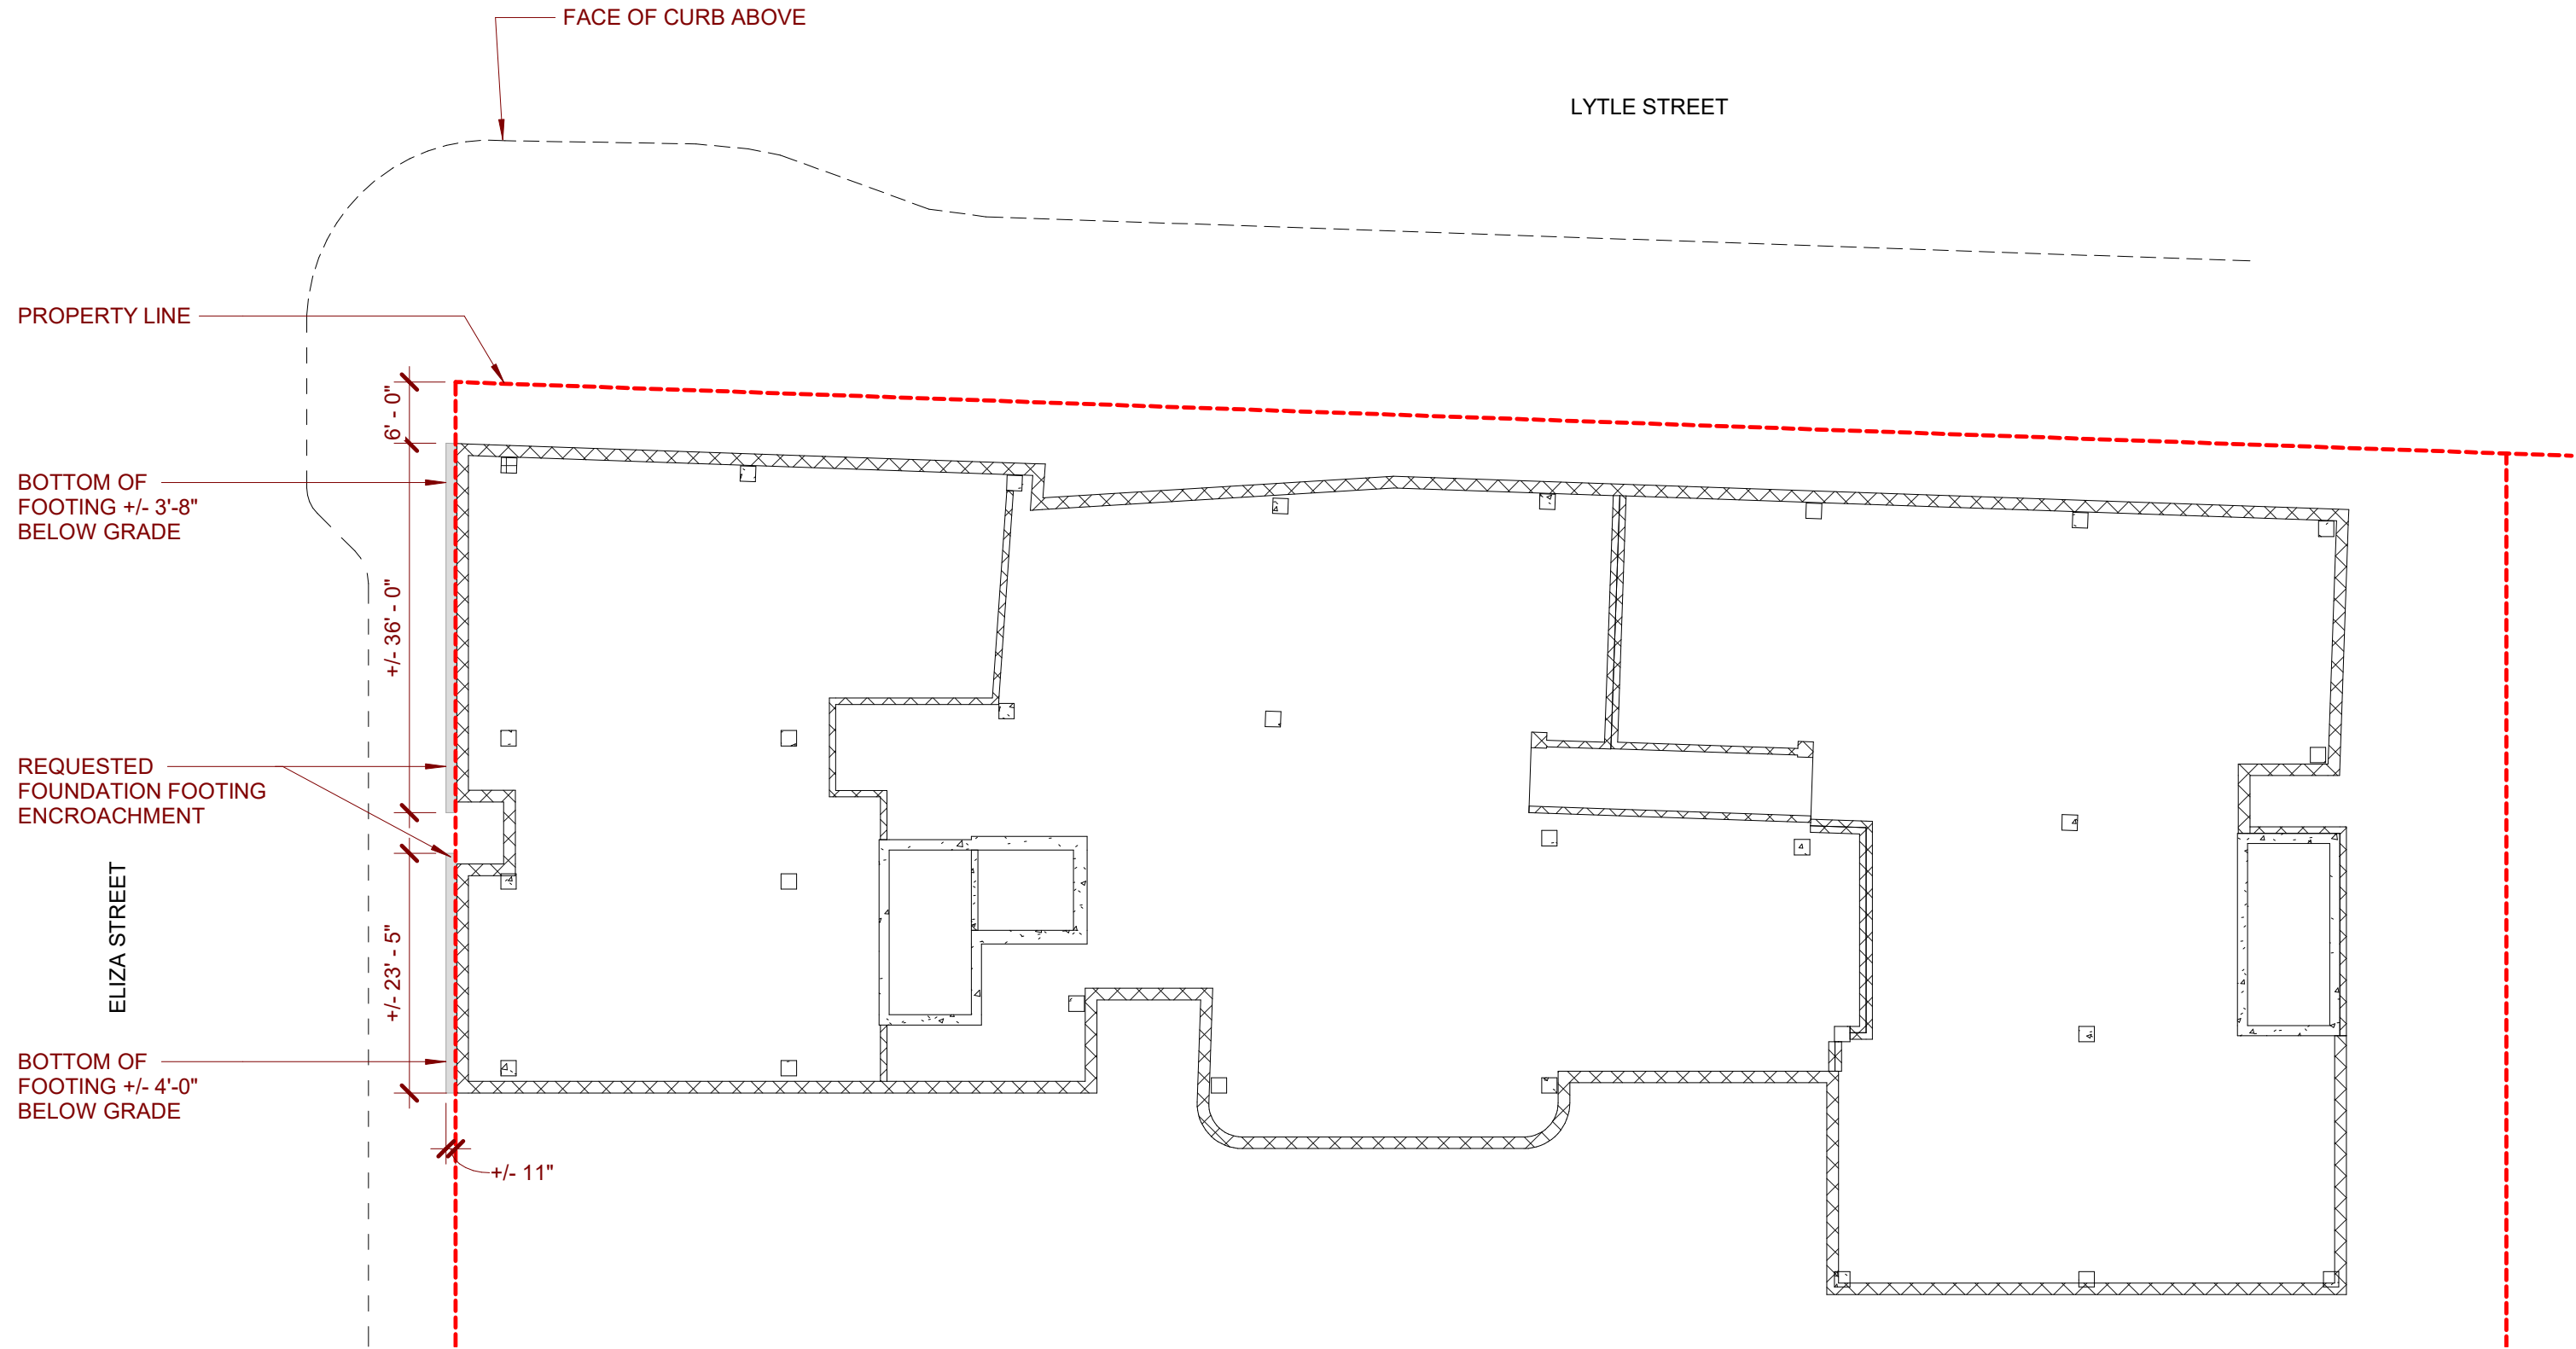 FACE OF CURB ABOVE
LYTLE STREET
PROPERTY LINE
6' - 0"
BOTTOM OF
FOOTING +/- 3'-8"
BELOW GRADE
+/- 36' - 0"
REQUESTED
FOUNDATION FOOTING
ENCROACHMENT
ELIZA STREET
+/- 23' - 5"
BOTTOM OF
FOOTING +/- 4'-0"
BELOW GRADE
+/- 11"